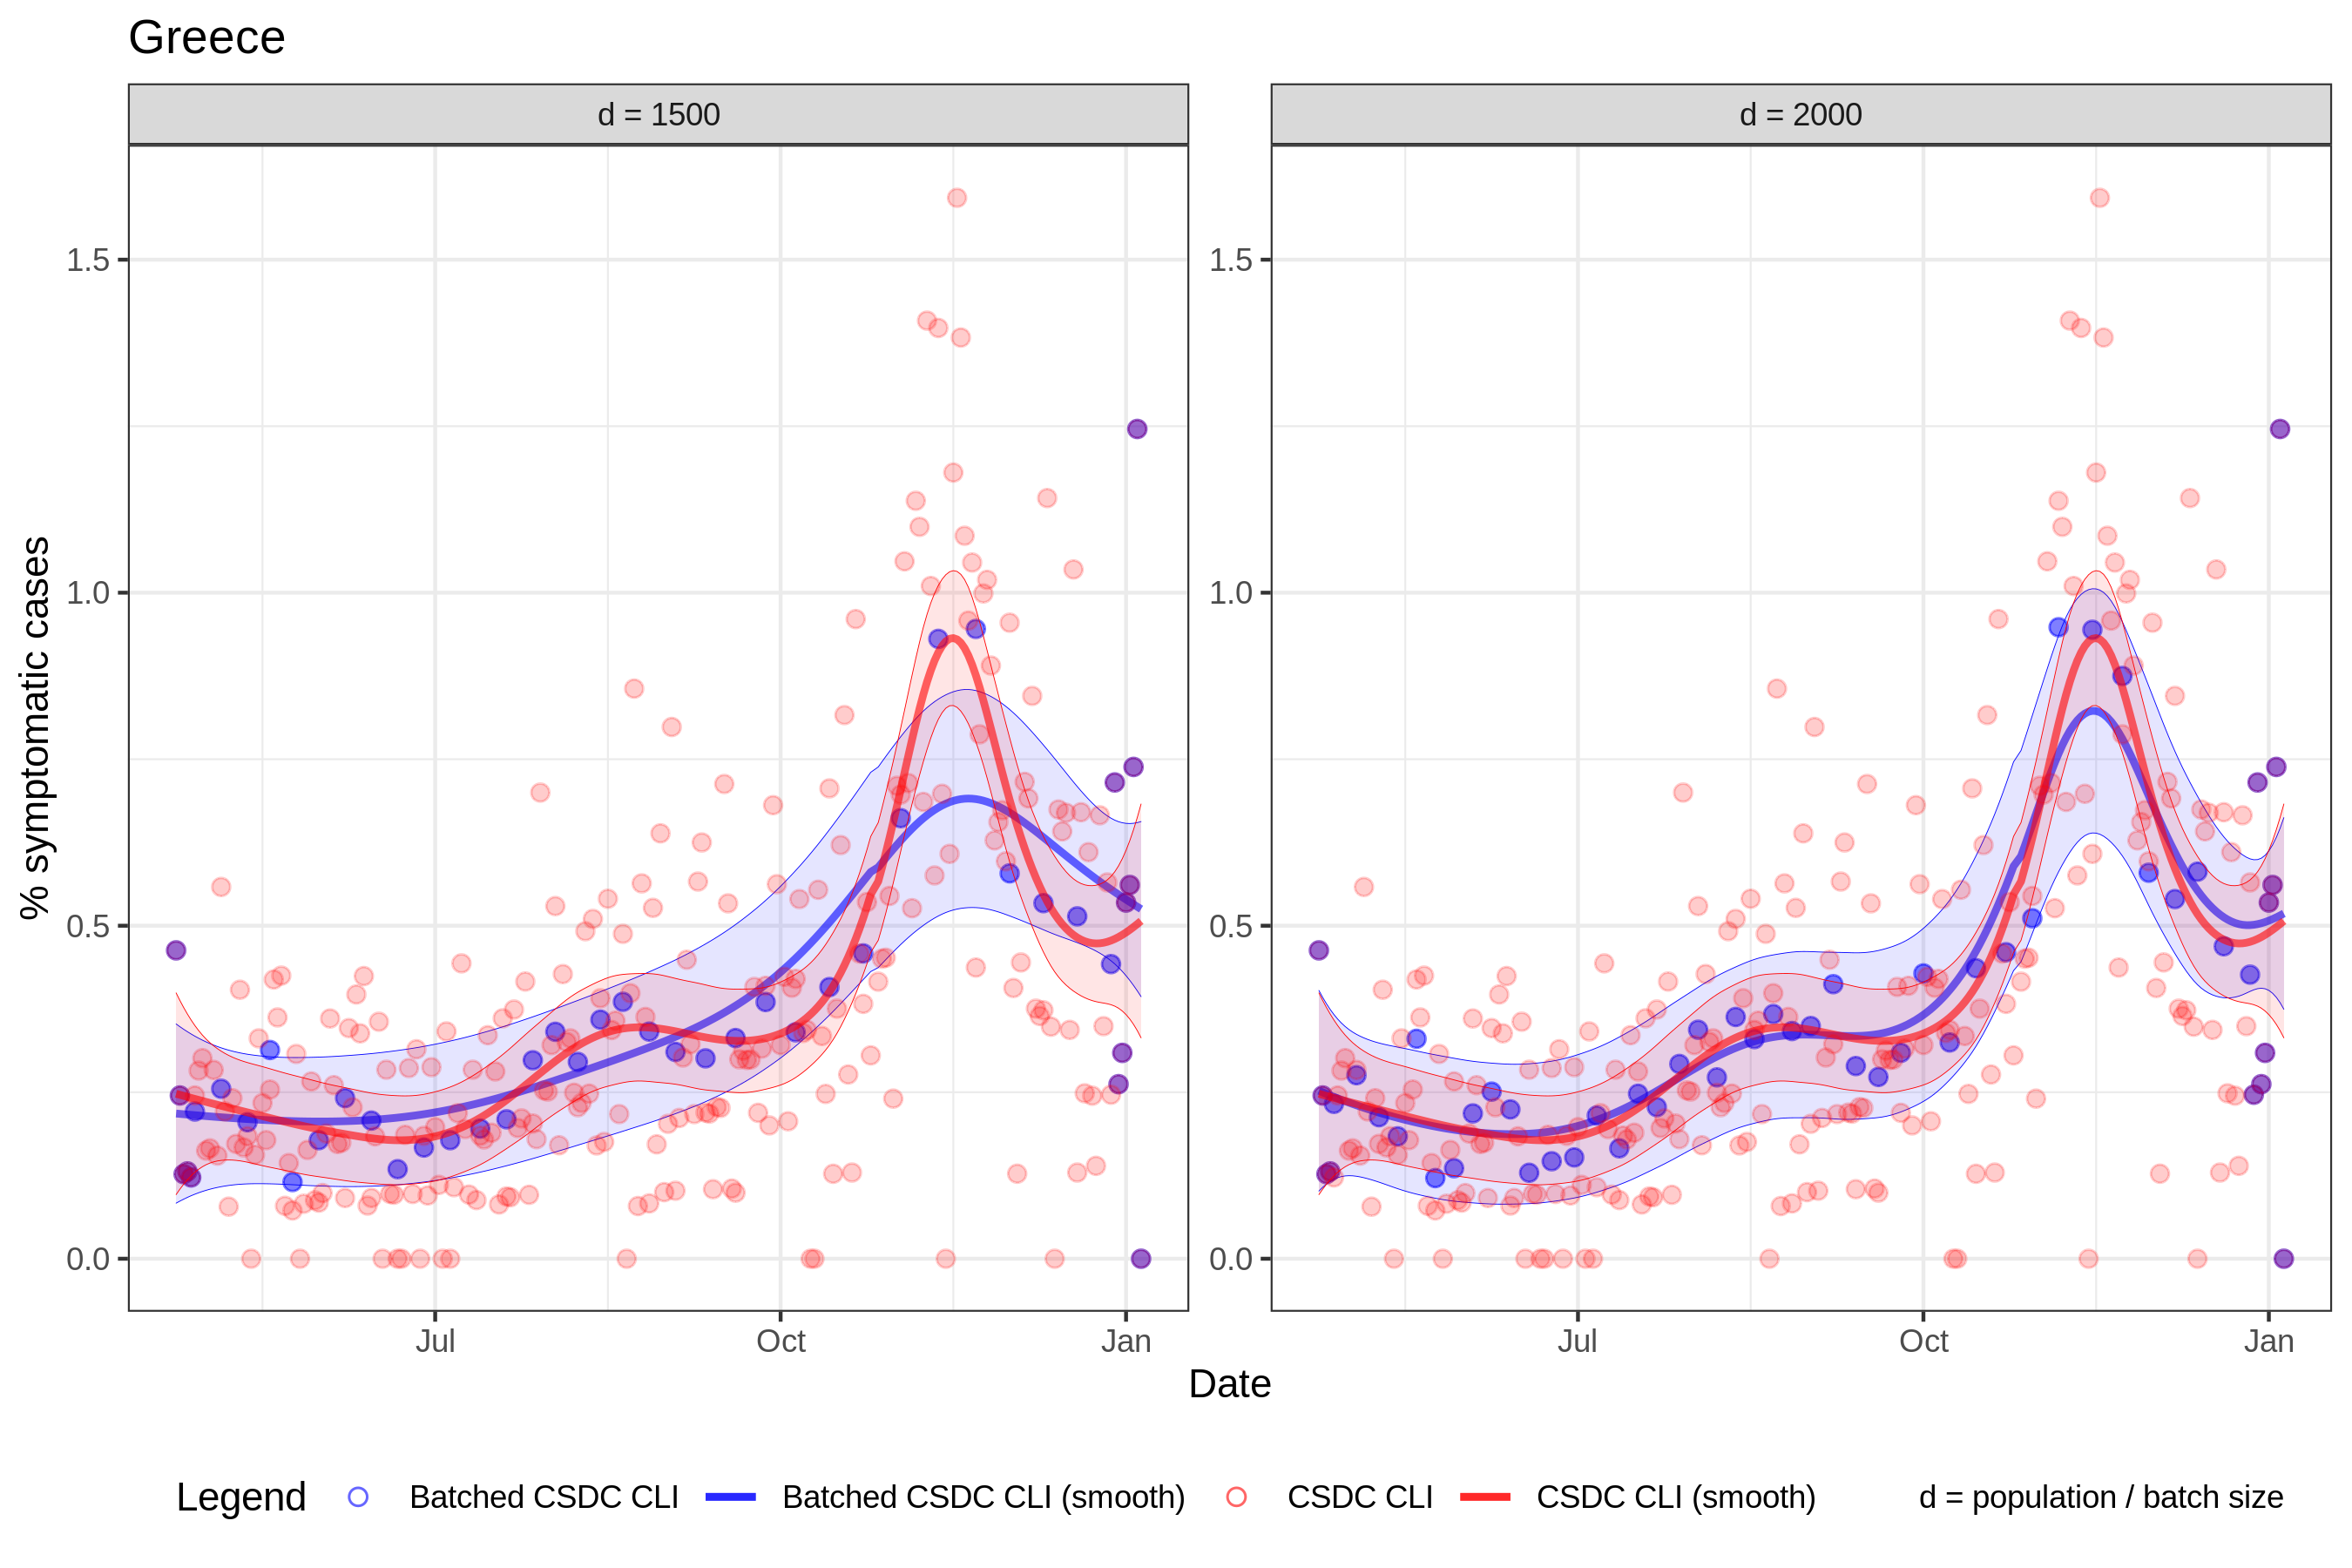 Greece
d = 1500
d = 2000
% symptomatic cases
1.5
1.0
0.5
0.0
1.5
1.0
0.5
0.0
Jul Oct Jan
Jul Oct Jan
Date
Legend Batched CSDC CLI Batched CSDC CLI (smooth) CSDC CLI CSDC CLI (smooth) d = population / batch size